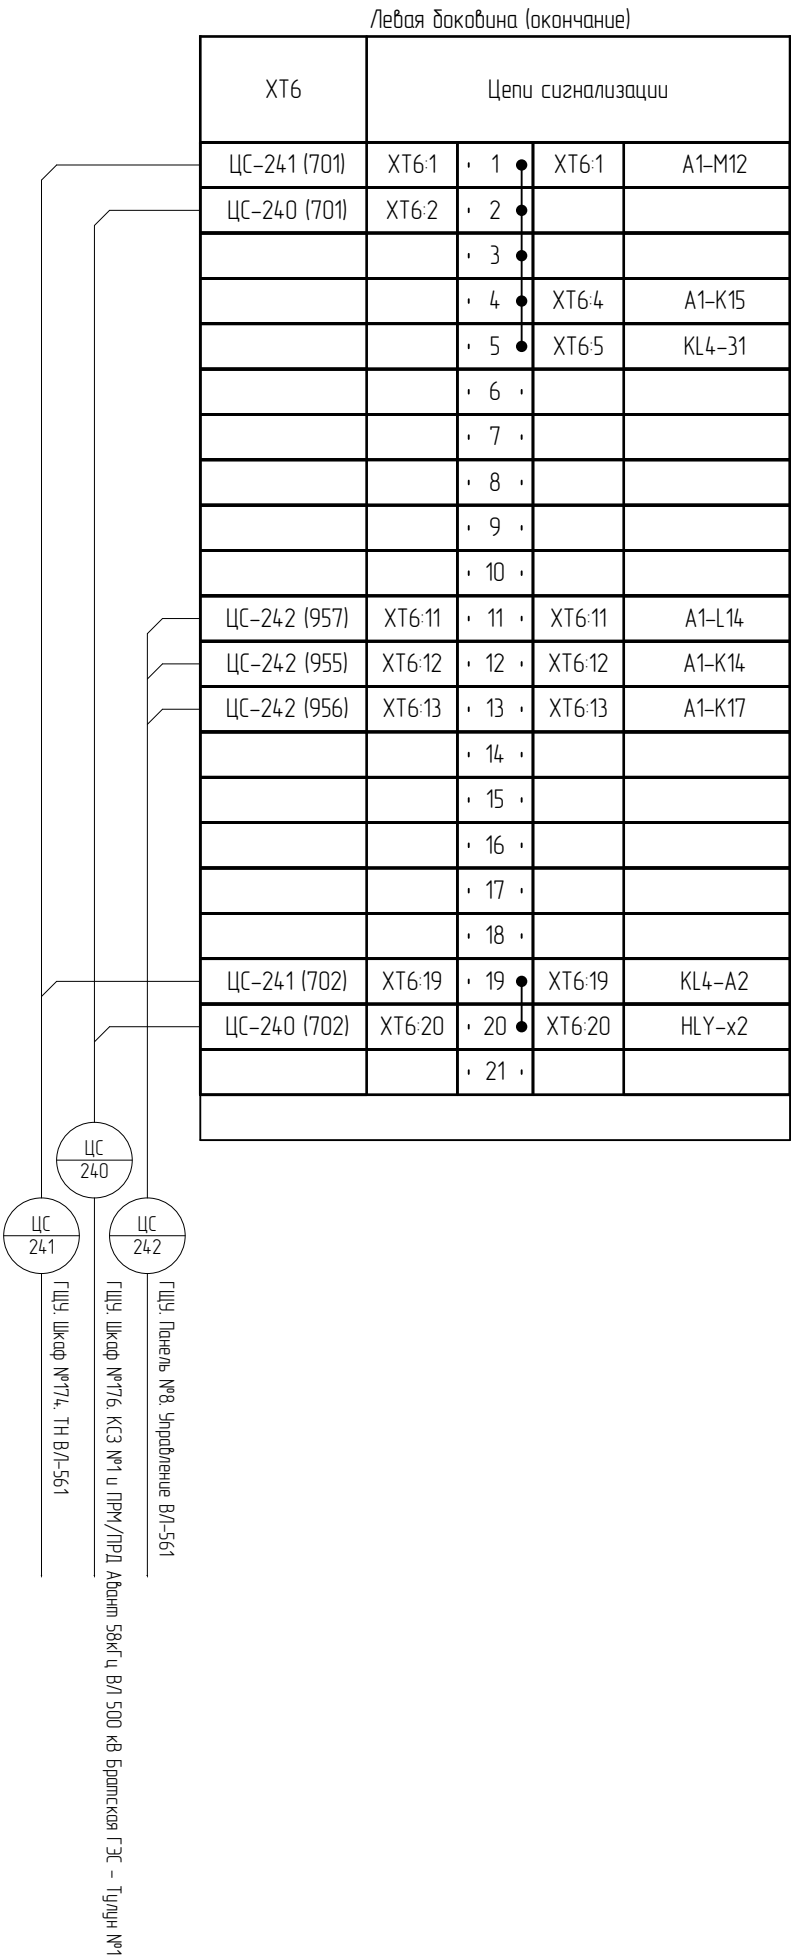 Левая боковина (окончание)
XT6 Цепи сигнализации
ЦС-241 (701) XT6:1 1 XT6:1 A1-M12
ЦС-240 (701) XT6:2 2
3
4 XT6:4 A1-K15
5 XT6:5 KL4-31
6
7
8
9
10
ЦС-242 (957) XT6:11 11 XT6:11 A1-L14
ЦС-242 (955) XT6:12 12 XT6:12 A1-K14
ЦС-242 (956) XT6:13 13 XT6:13 A1-K17
14
15
16
17
18
ЦС-241 (702) XT6:19 19 XT6:19 KL4-A2
ЦС-240 (702) XT6:20 20 XT6:20 HLY-x2
21
ЦС
240
ЦС
241
ЦС
242
ГЩУ. Шкаф №174. ТН ВЛ-561
ГЩУ. Шкаф №176. КСЗ №1 и ПРМ/ПРД Авант 58кГц ВЛ 500 кВ Братская ГЭС - Тулун №1
ГЩУ. Панель №8. Управление ВЛ-561